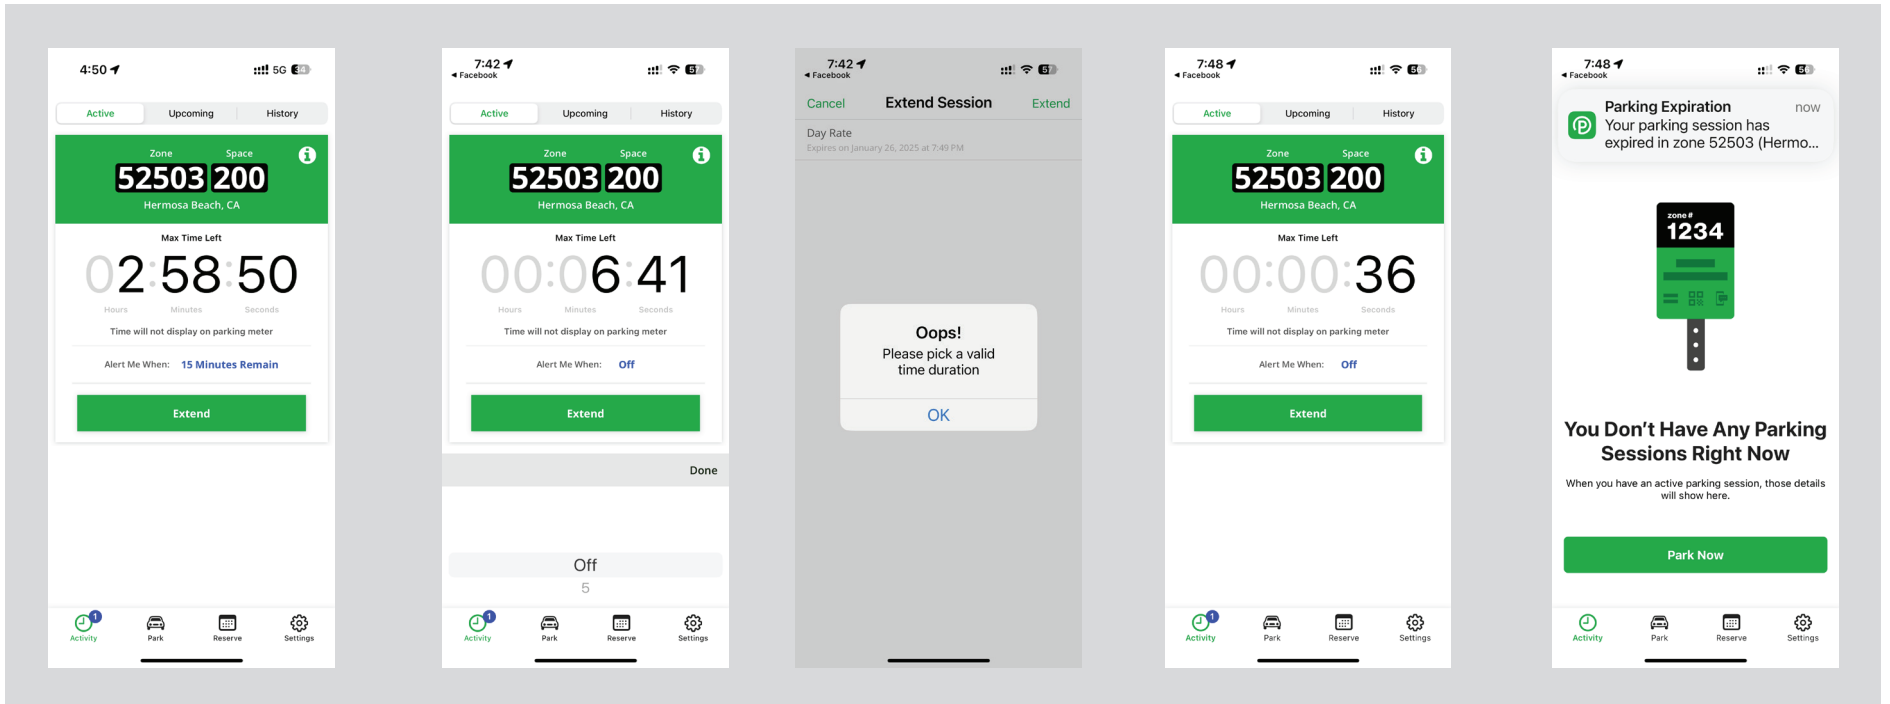 4:50
5G 34
Active Upcoming History
Zone Space
52503 200
Hermosa Beach, CA
Max Time Left
02:58:50
Hours Minutes Seconds
Time will not display on parking meter
Alert Me When: 15 Minutes Remain
Extend
1
Activity Park Reserve Settings
7:42
57
Facebook
Active Upcoming History
Zone Space
52503 200
Hermosa Beach, CA
Max Time Left
00:06:41
Hours Minutes Seconds
Time will not display on parking meter
Alert Me When: Off
Extend
Done
Off
5
1
Activity Park Reserve Settings
7:42
57
Facebook
Cancel Extend Session Extend
Day Rate
Expires on January 26, 2025 at 7:49 PM
Oops!
Please pick a valid
time duration
OK
7:48
56
Facebook
Active Upcoming History
Zone Space
52503 200
Hermosa Beach, CA
Max Time Left
00:00:36
Hours Minutes Seconds
Time will not display on parking meter
Alert Me When: Off
Extend
1
Activity Park Reserve Settings
7:48
56
Facebook
Parking Expiration now
Your parking session has
expired in zone 52503 (Hermo...
zone #
1234
You Don't Have Any Parking
Sessions Right Now
When you have an active parking session, those details
will show here.
Park Now
Activity Park Reserve Settings